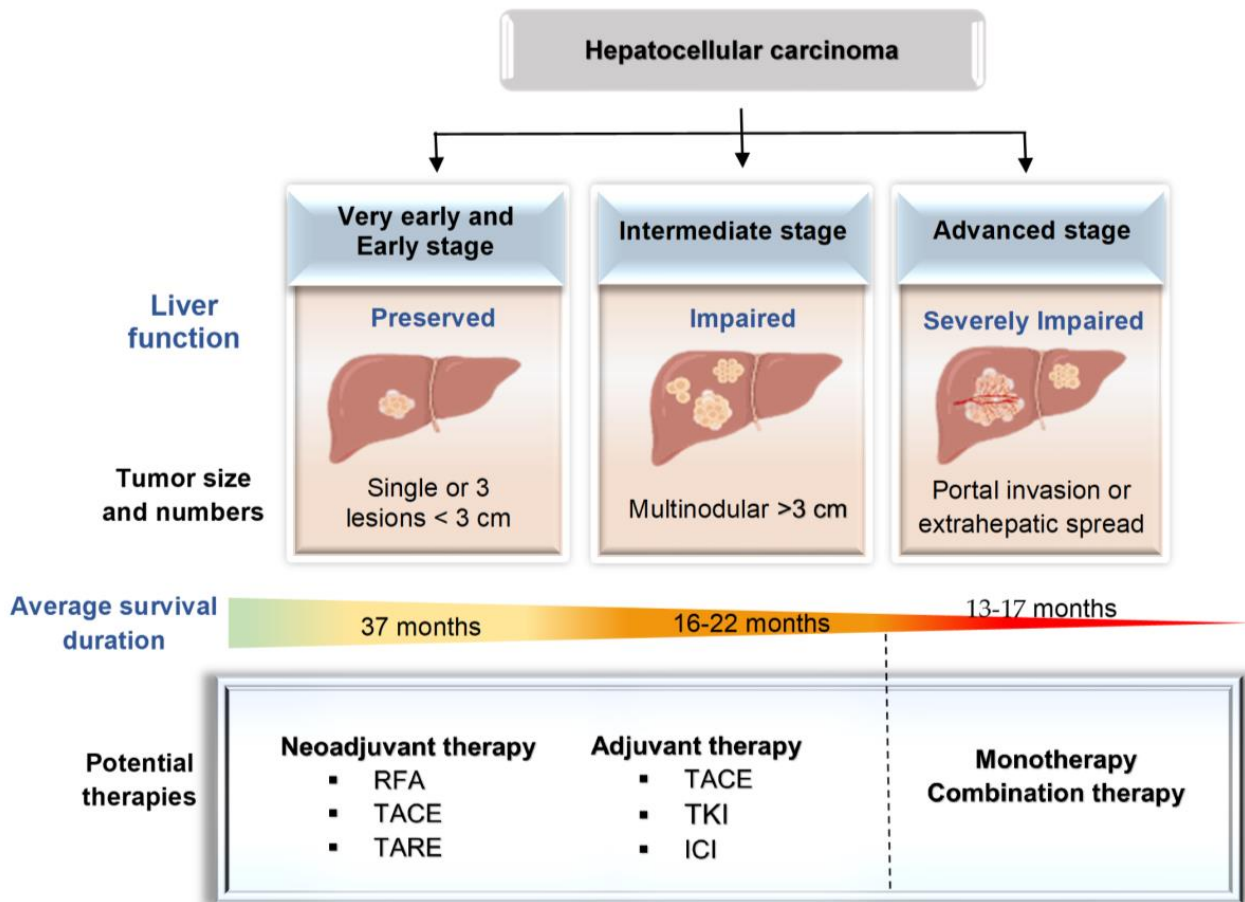 Hepatocellular carcinoma
Very early and
Early stage
Intermediate stage
Advanced stage
Liver
function
Preserved
Impaired
Severely Impaired
Tumor size
and numbers
Single or 3
lesions < 3 cm
Multinodular >3 cm
Portal invasion or
extrahepatic spread
Average survival
duration
37 months
16-22 months
13-17 months
Potential
therapies
Neoadjuvant therapy
▪ RFA
▪ TACE
▪ TARE
Adjuvant therapy
▪ TACE
▪ TKI
▪ ICI
Monotherapy
Combination therapy